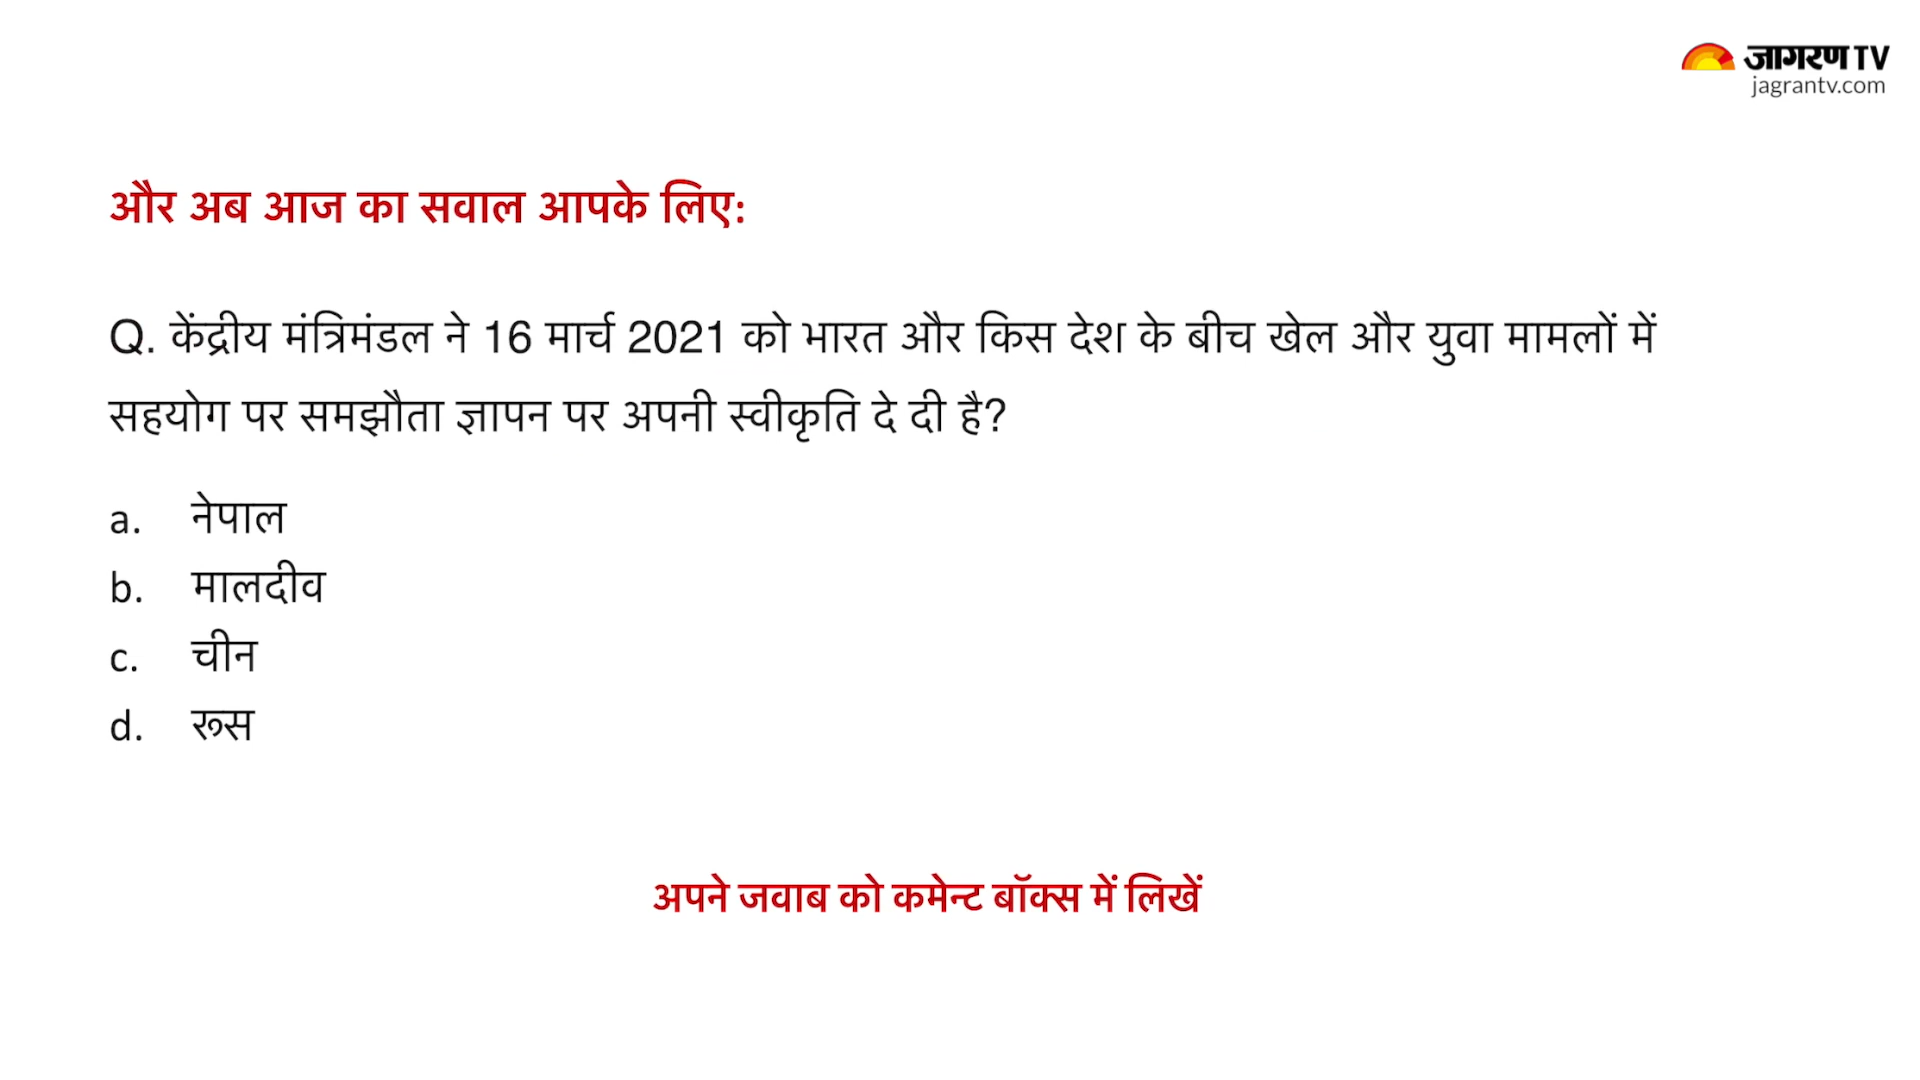 जागरण TV
jagrantv.com
और अब आज का सवाल आपके लिए:
Q. केंद्रीय मंत्रिमंडल ने 16 मार्च 2021 को भारत और किस देश के बीच खेल और युवा मामलों में
सहयोग पर समझौता ज्ञापन पर अपनी स्वीकृति दे दी है?
a. नेपाल
b. मालदीव
c. चीन
d. रूस
अपने जवाब को कमेन्ट बॉक्स में लिखें